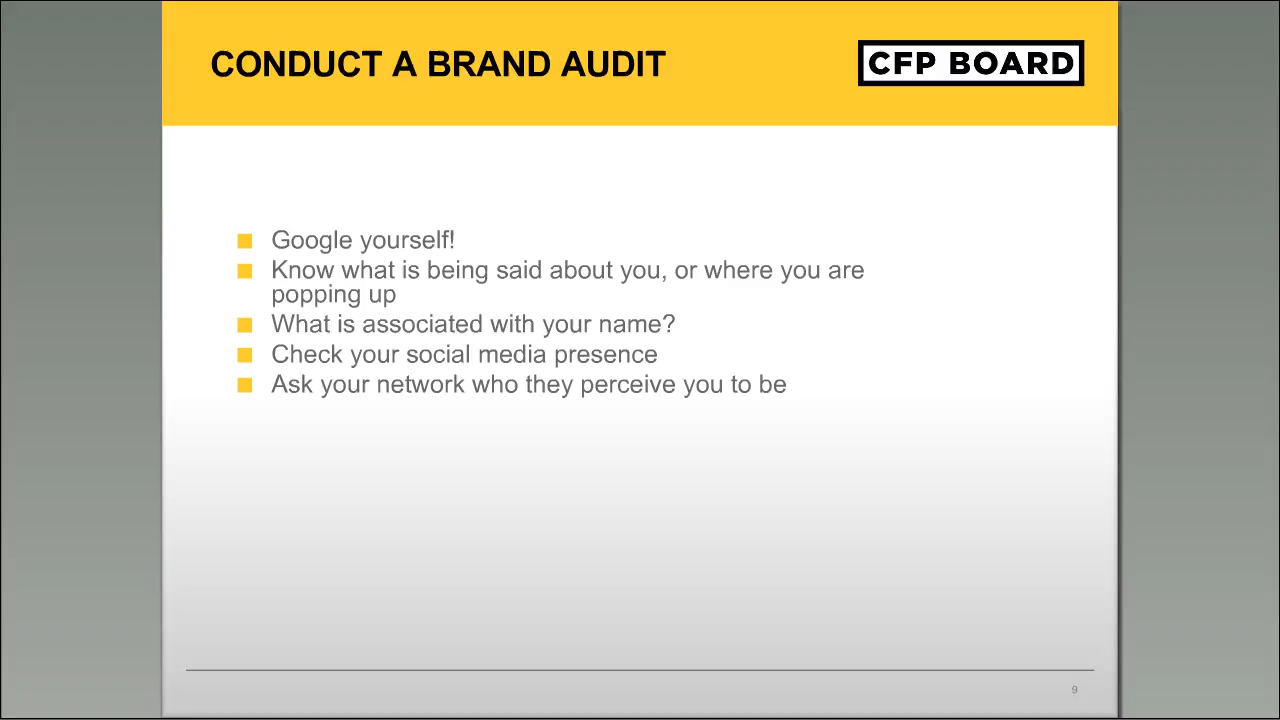 CONDUCT A BRAND AUDIT
CFP BOARD
Google yourself!
Know what is being said about you, or where you are
popping up
What is associated with your name?
Check your social media presence
Ask your network who they perceive you to be
9